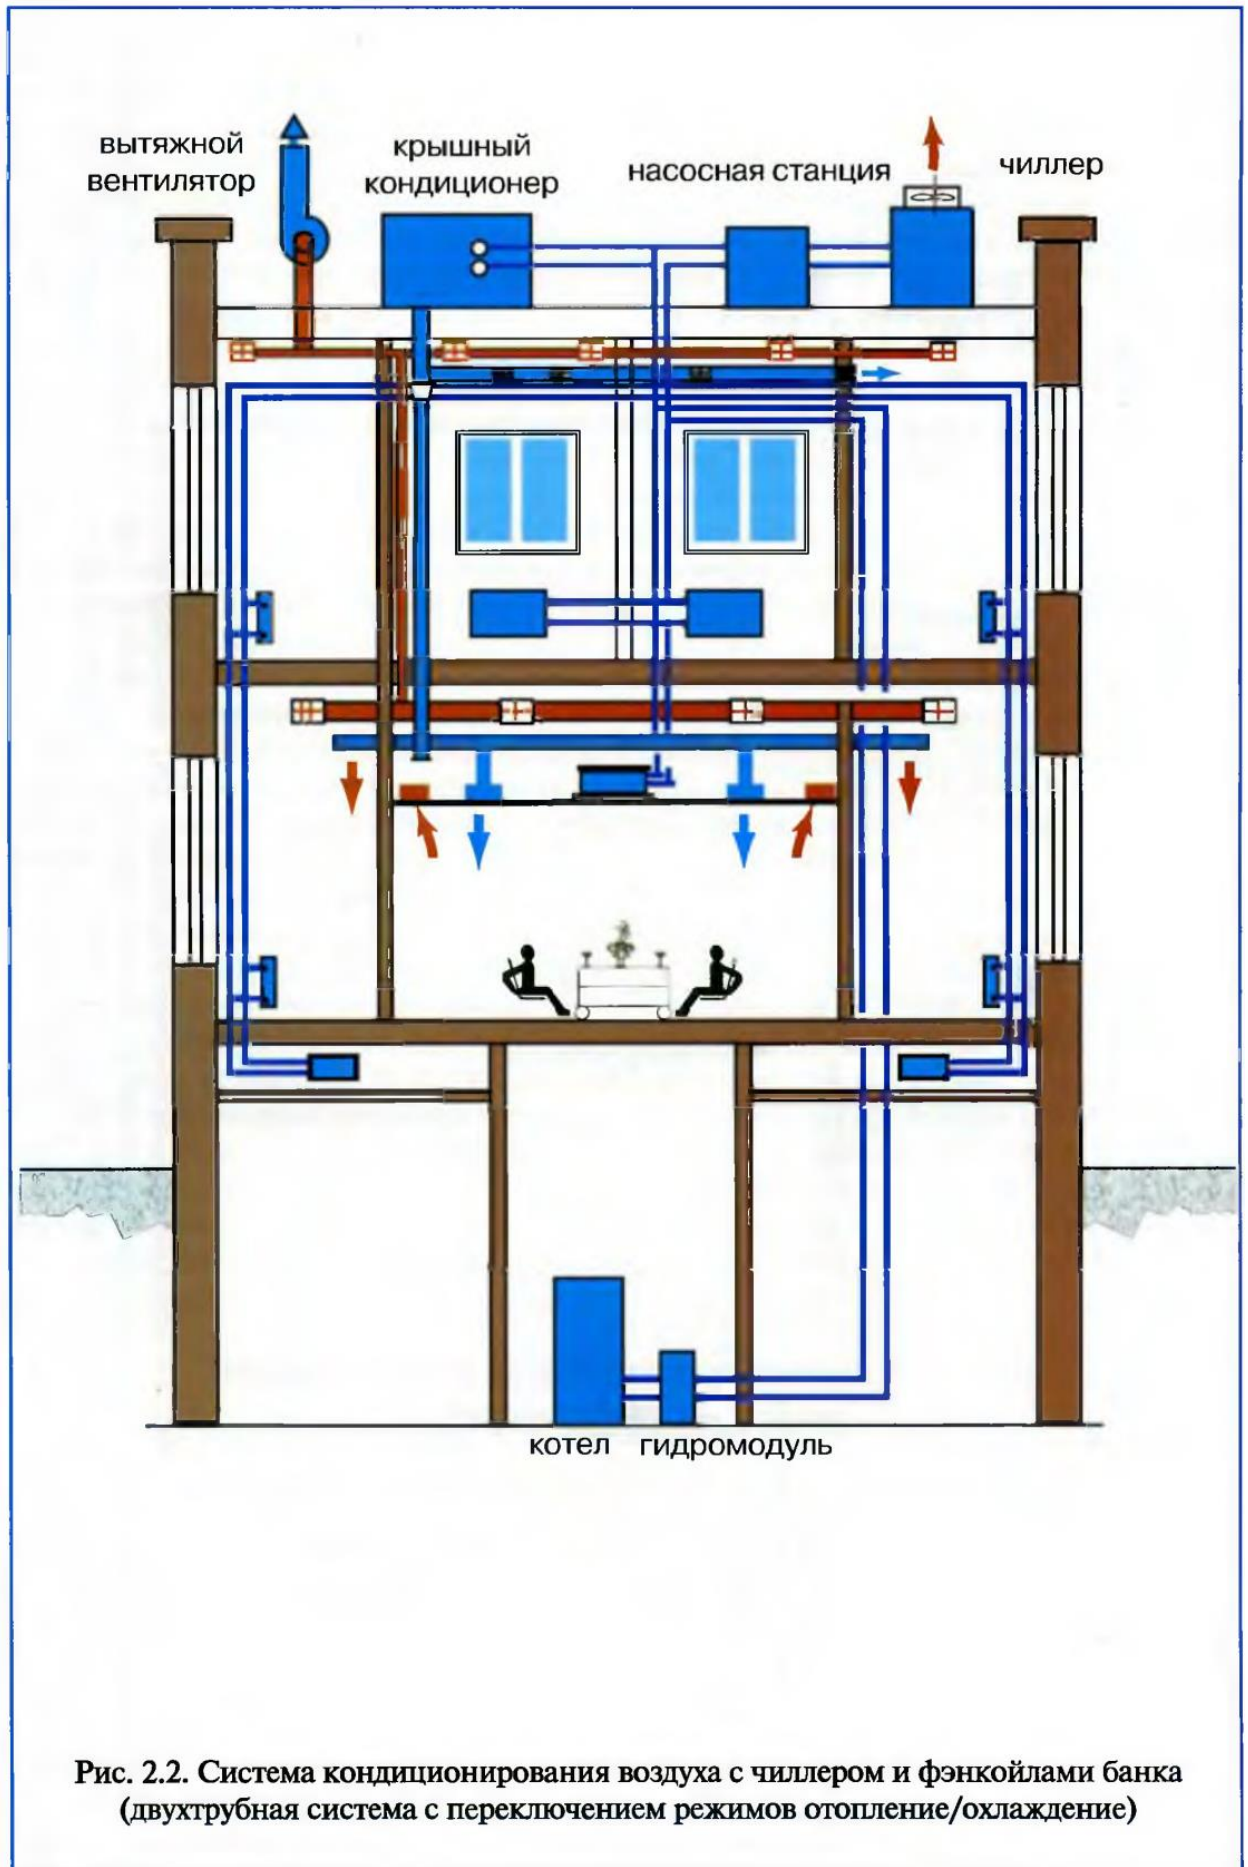 вытяжной
вентилятор
крышный
кондиционер
насосная станция
чиллер
котел
гидромодуль
Рис. 2.2. Система кондиционирования воздуха с чиллером и фэнкойлами банка
(двухтрубная система с переключением режимов отопление/охлаждение)